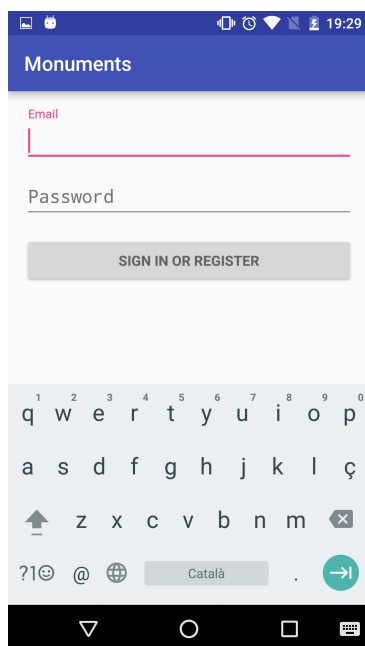 19:29
Monuments
Email
Password
SIGN IN OR REGISTER
1 2 3 4 5 6 7 8 9 0
q w e r t y u i o p
a s d f g h j k l ç
z x c v b n m
?1☺ @ Català .